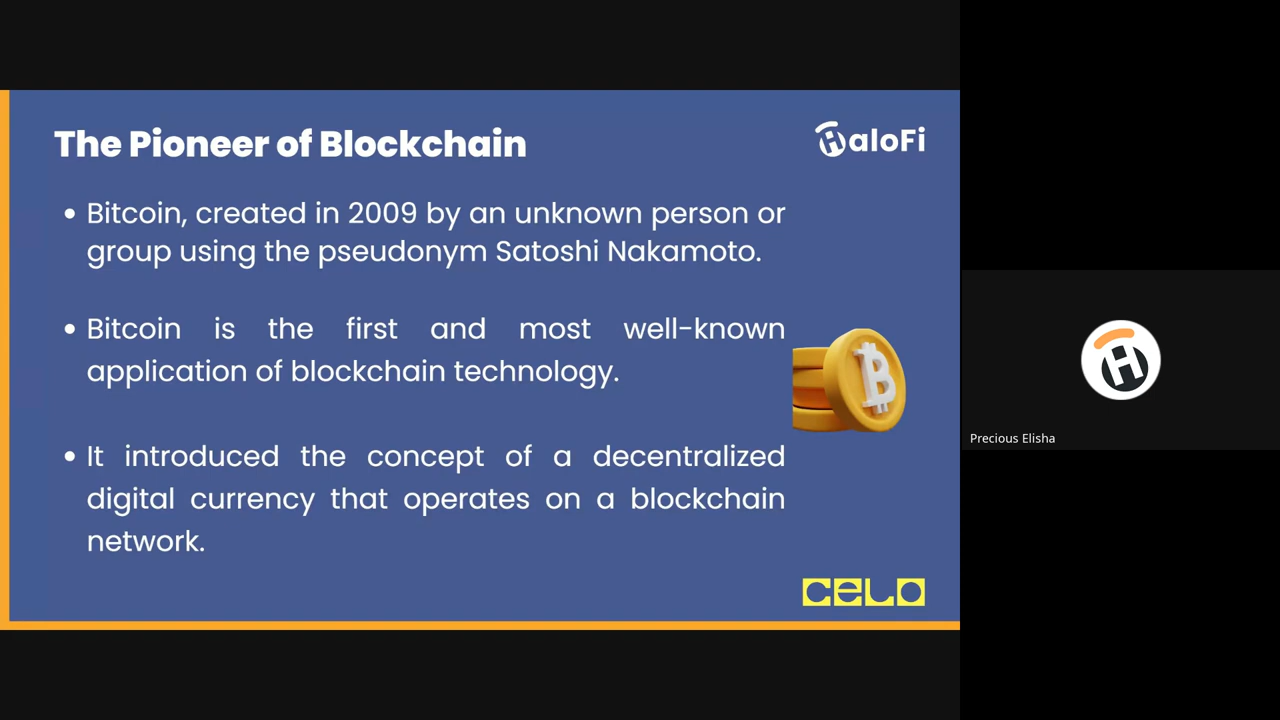 The Pioneer of Blockchain
HaloFi
• Bitcoin, created in 2009 by an unknown person or
group using the pseudonym Satoshi Nakamoto.
• Bitcoin is the first and most well-known
application of blockchain technology.
• It introduced the concept of a decentralized
digital currency that operates on a blockchain
network.
CELO
Precious Elisha